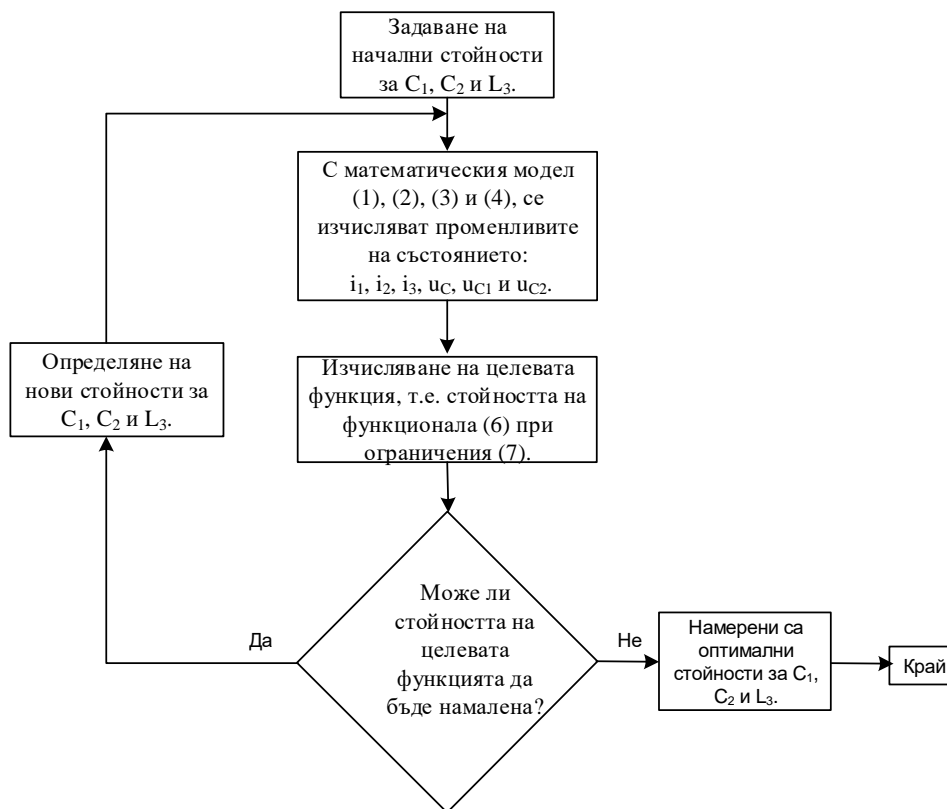 Задаване на
начални стойности
за C₁, C₂ и L₃.
С математическия модел
(1), (2), (3) и (4), се
изчисляват променливите
на състоянието:
i₁, i₂, i₃, u_C, u_C1 и u_C2.
Определяне на
нови стойности за
C₁, C₂ и L₃.
Изчисляване на целевата
функция, т.е. стойността на
функционала (6) при
ограничения (7).
Може ли
стойността на
целевата
функцията да
бъде намалена?
Да
Не
Намерени са
оптимални
стойности за C₁,
C₂ и L₃.
Край